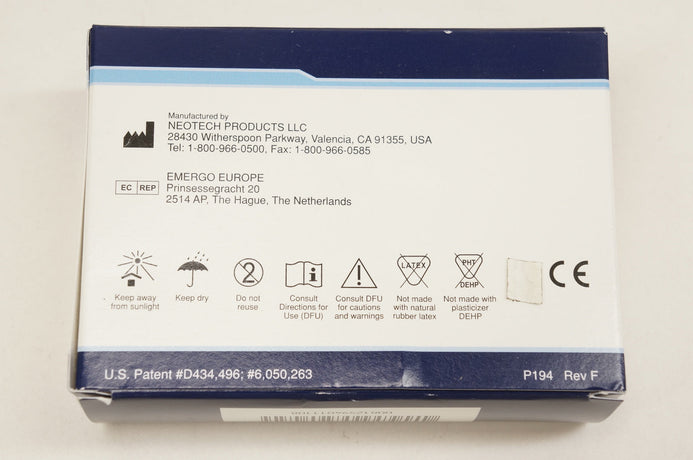 Manufactured by
NEOTECH PRODUCTS LLC
28430 Witherspoon Parkway, Valencia, CA 91355, USA
Tel: 1-800-966-0500, Fax: 1-800-966-0585
EC REP
EMERGO EUROPE
Prinsessegracht 20
2514 AP, The Hague, The Netherlands
2
i
LATEX
PHT
DEHP
CE
Keep away
from sunlight
Keep dry
Do not
reuse
Consult
Directions for
Use (DFU)
Consult DFU
for cautions
and warnings
Not made
with natural
rubber latex
Not made with
plasticizer
DEHP
U.S. Patent #D434,496; #6,050,263
P194 Rev F